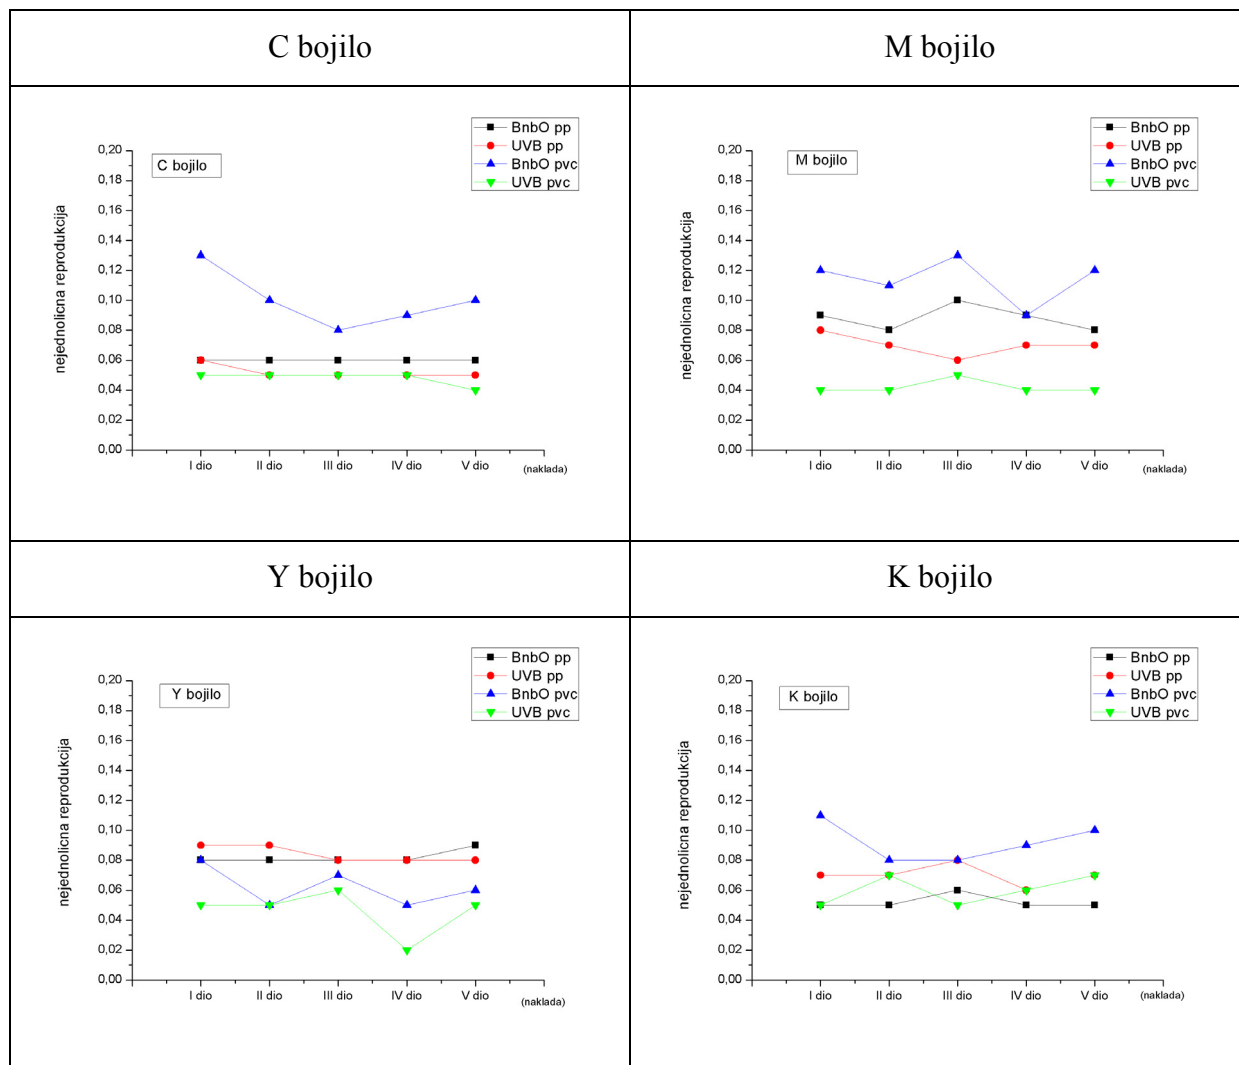 C bojilo
M bojilo
BnbO pp
UVB pp
BnbO pvc
UVB pvc
C bojilo
nejednolicna reprodukcija
0,20
0,18
0,16
0,14
0,12
0,10
0,08
0,06
0,04
0,02
0,00
I dio II dio III dio IV dio V dio (naklada)
BnbO pp
UVB pp
BnbO pvc
UVB pvc
M bojilo
nejednolicna reprodukcija
0,20
0,18
0,16
0,14
0,12
0,10
0,08
0,06
0,04
0,02
0,00
I dio II dio III dio IV dio V dio (naklada)
Y bojilo
K bojilo
BnbO pp
UVB pp
BnbO pvc
UVB pvc
Y bojilo
nejednolicna reprodukcija
0,20
0,18
0,16
0,14
0,12
0,10
0,08
0,06
0,04
0,02
0,00
I dio II dio III dio IV dio V dio (naklada)
BnbO pp
UVB pp
BnbO pvc
UVB pvc
K bojilo
nejednolicna reprodukcija
0,20
0,18
0,16
0,14
0,12
0,10
0,08
0,06
0,04
0,02
0,00
I dio II dio III dio IV dio V dio (naklada)